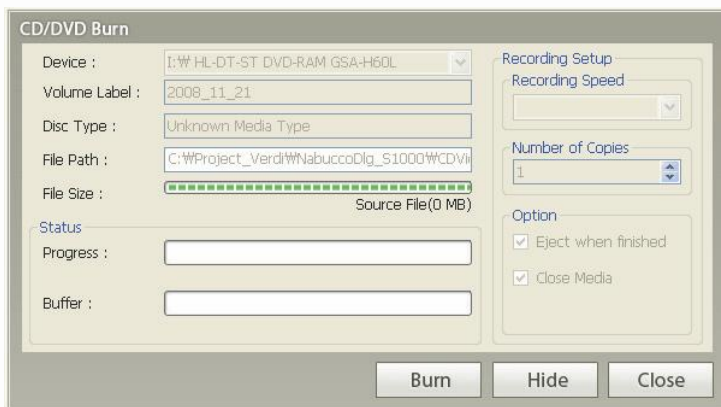 CD/DVD Burn
Device :
I:₩ HL-DT-ST DVD-RAM GSA-H60L
Volume Label :
2008_11_21
Disc Type :
Unknown Media Type
File Path :
C:₩Project_Verdi₩NabuccoDlg_S1000₩CDVi
File Size :
Source File(0 MB)
Status
Progress :
Buffer :
Recording Setup
Recording Speed
Number of Copies
1
Option
Eject when finished
Close Media
Burn
Hide
Close